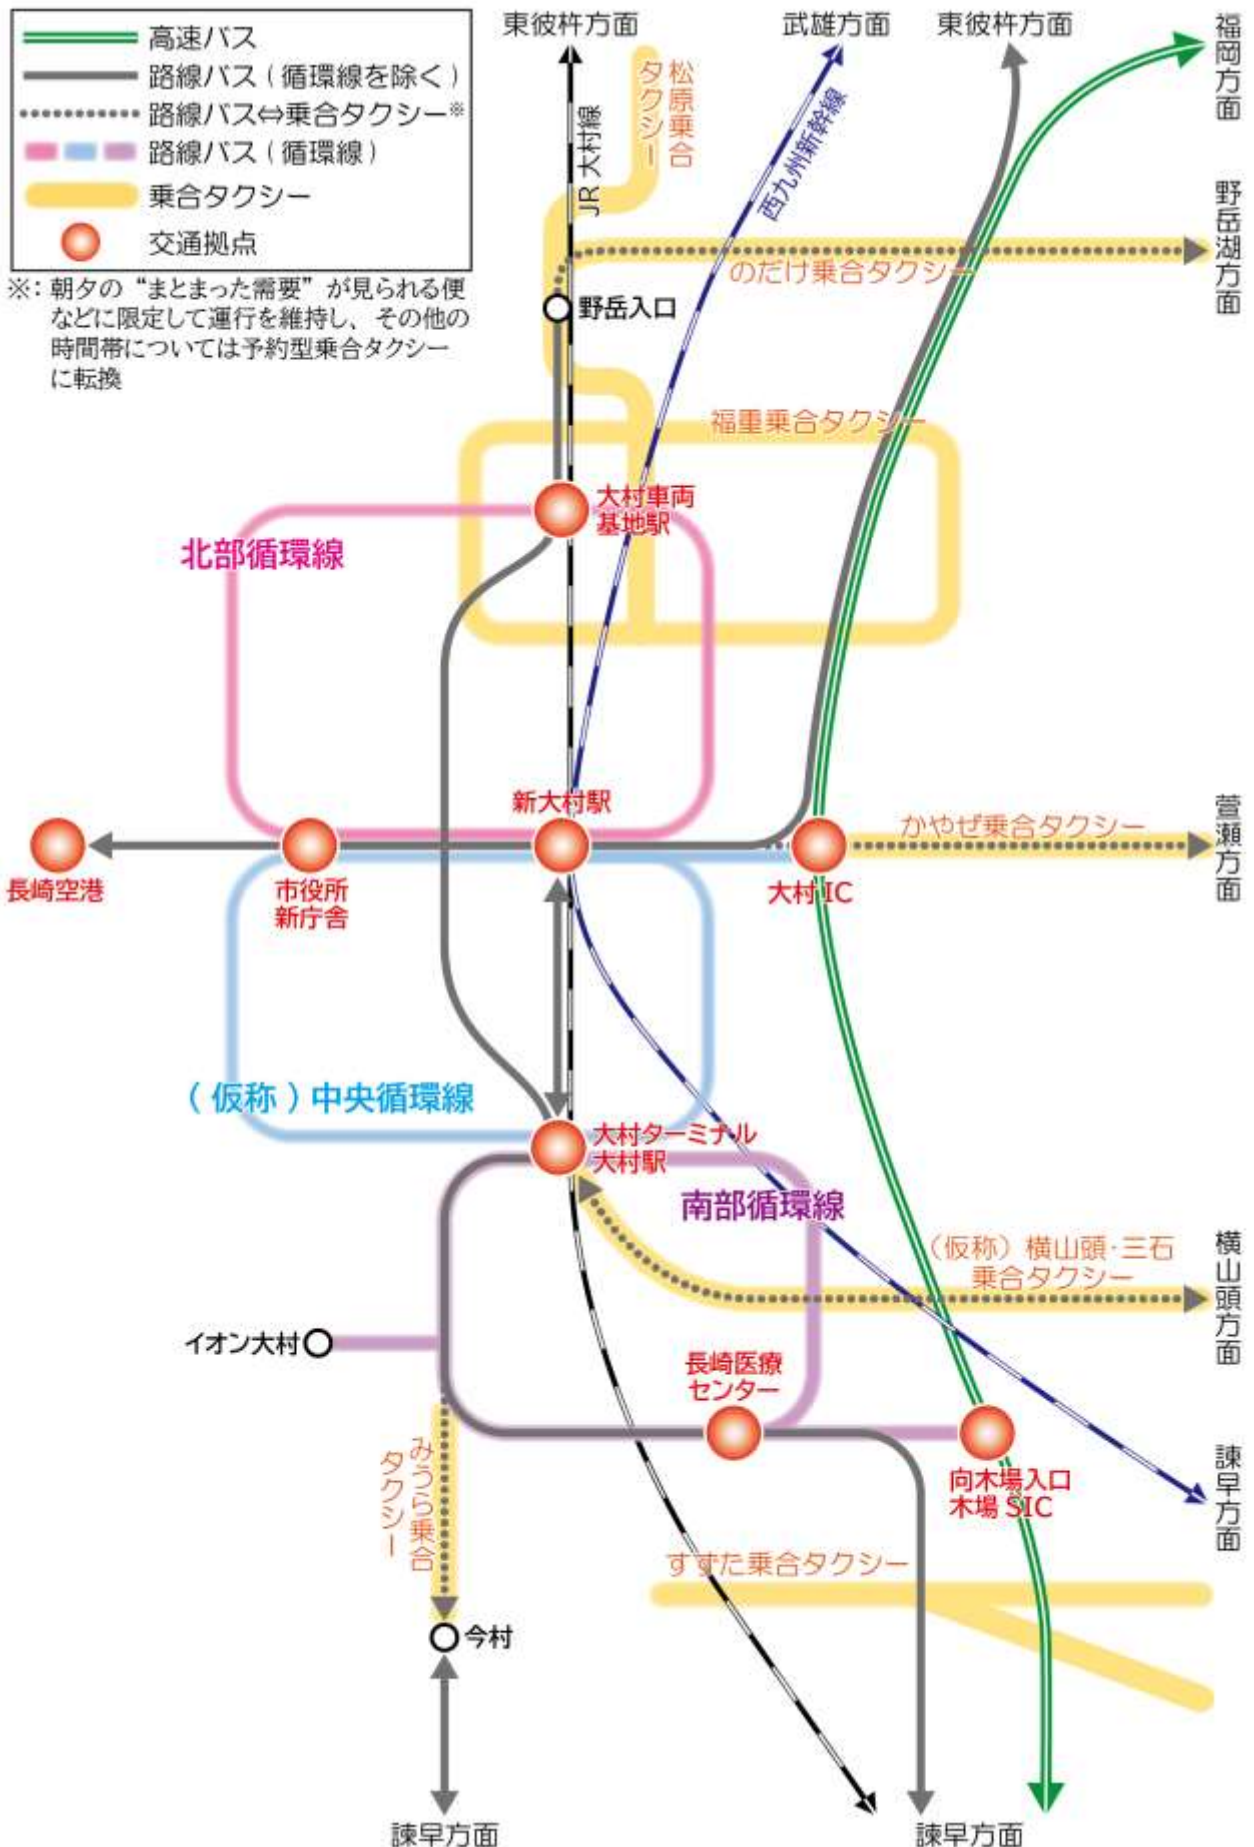 高速バス
路線バス(循環線を除く)
路線バス⇔乗合タクシー※
路線バス(循環線)
乗合タクシー
交通拠点
※：朝夕の“まとまった需要”が見られる便
などに限定して運行を維持し、その他の
時間帯については予約型乗合タクシー
に転換
東彼杵方面
武雄方面
東彼杵方面
福岡方面
松原乗合
タクシー
JR大村線
西九州新幹線
野岳湖方面
のだけ乗合タクシー
野岳入口
福重乗合タクシー
大村車両
基地駅
北部循環線
新大村駅
かやぜ乗合タクシー
萱瀬方面
長崎空港
市役所
新庁舎
大村IC
(仮称)中央循環線
大村ターミナル
大村駅
南部循環線
(仮称)横山頭・三石
乗合タクシー
横山頭方面
イオン大村
長崎医療
センター
みうら乗合
タクシー
向木場入口
木場SIC
諫早方面
すずた乗合タクシー
今村
諫早方面
諫早方面